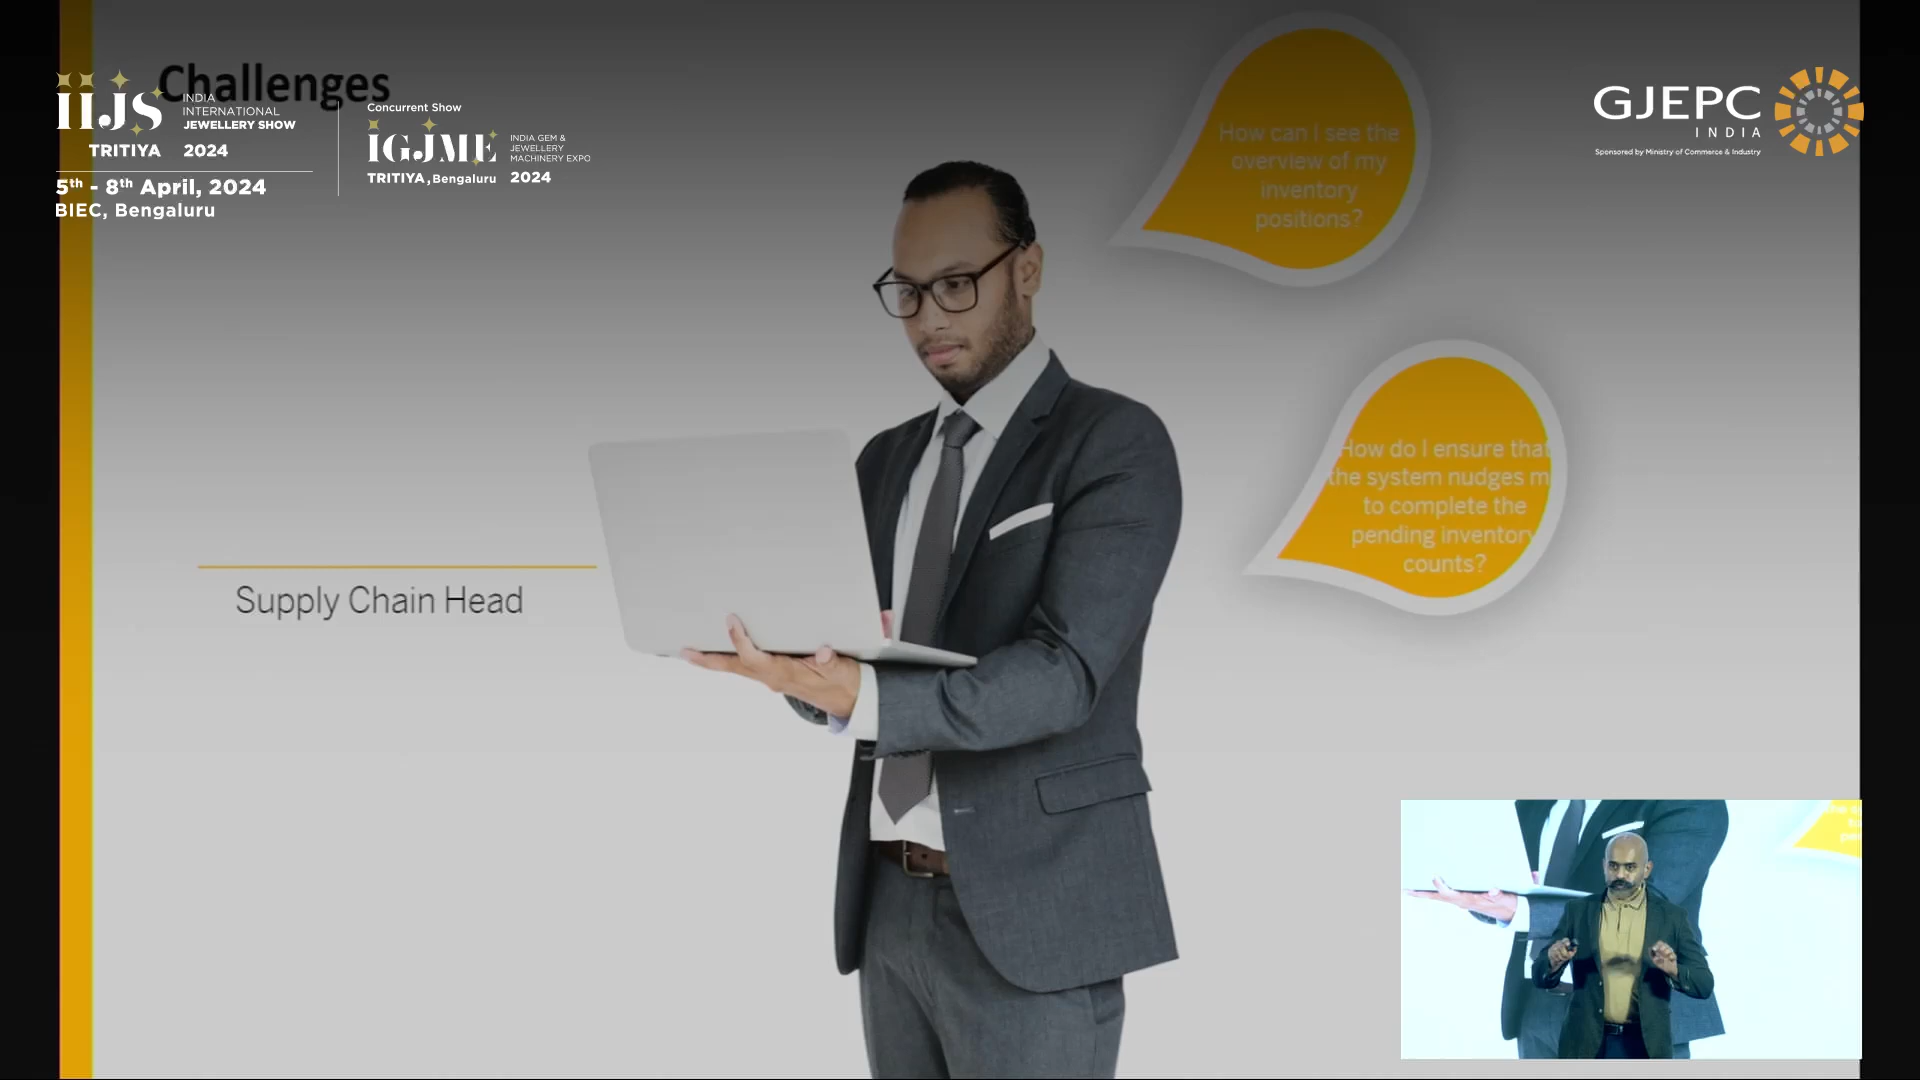 Challenges
IIJS
INDIA
INTERNATIONAL
JEWELLERY SHOW
TRITIYA 2024
5th - 8th April, 2024
BIEC, Bengaluru
Concurrent Show
IGJME
INDIA GEM &
JEWELLERY
MACHINERY EXPO
TRITIYA, Bengaluru 2024
GJEPC
INDIA
Sponsored by Ministry of Commerce & Industry
How can I see the
overview of my
inventory
positions?
How do I ensure that
the system nudges m
to complete the
pending inventory
counts?
Supply Chain Head